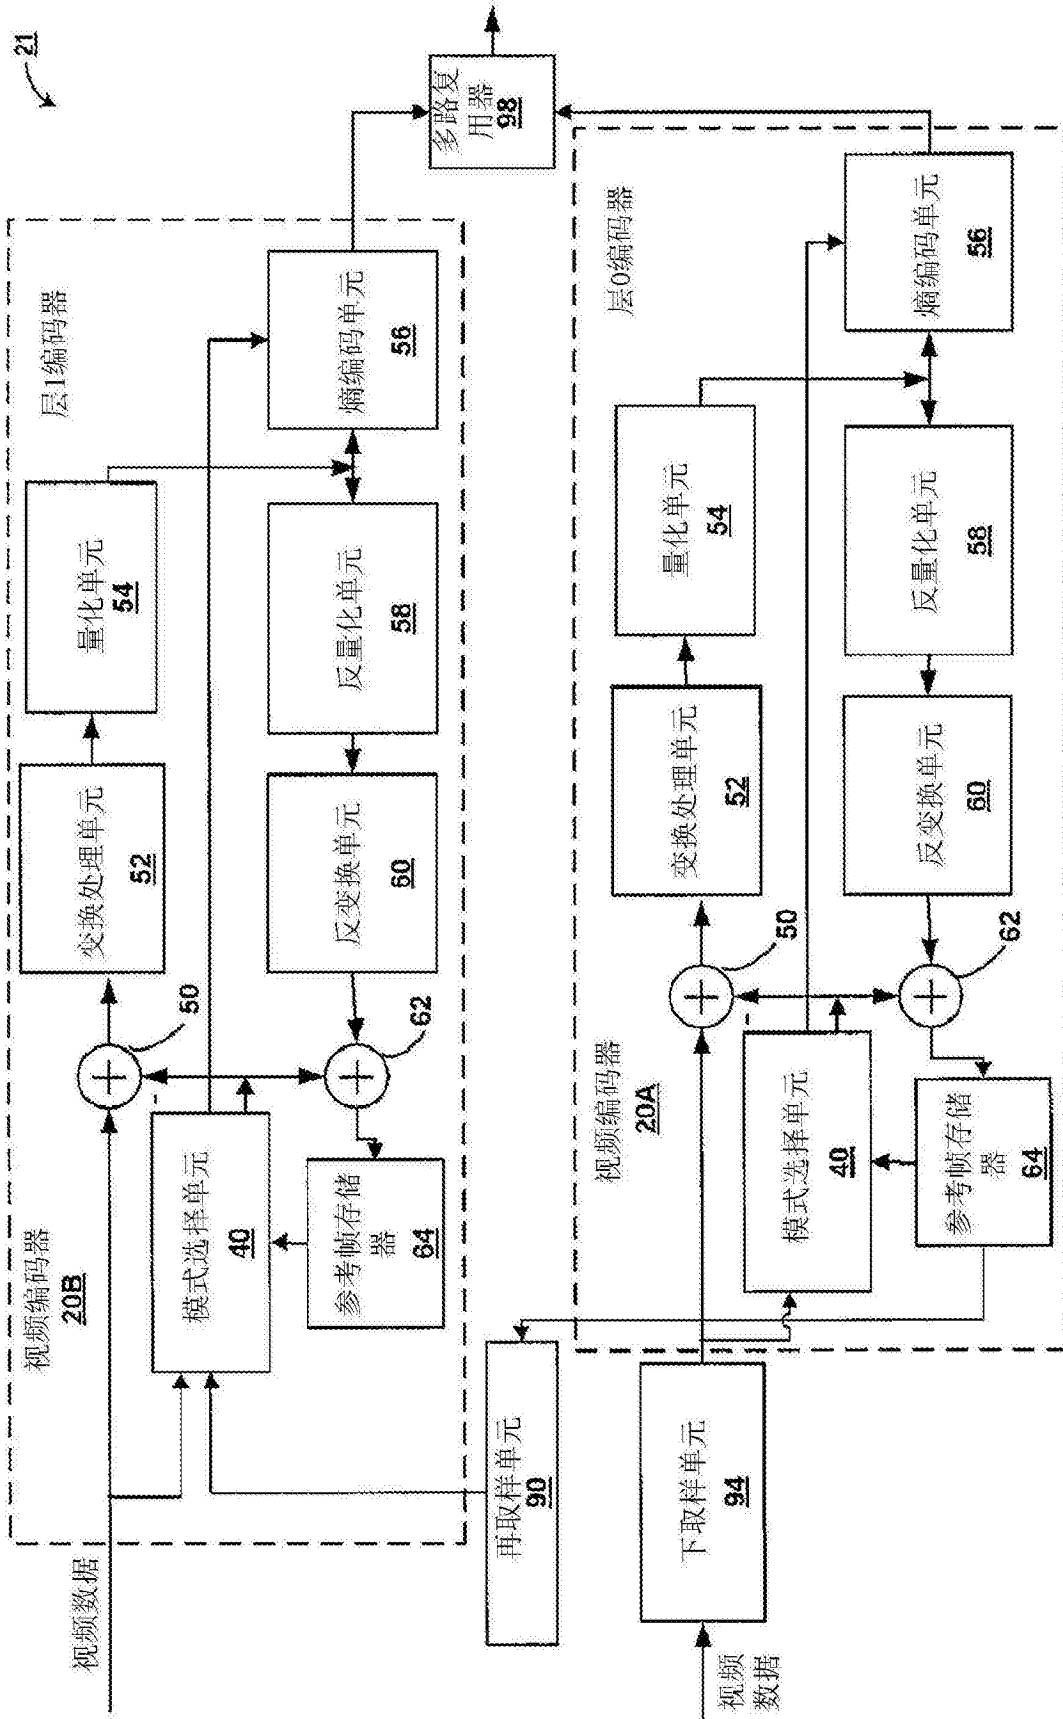 21
视频数据
视频编码器
20B
层1编码器
50
变换处理单元
52
量化单元
54
模式选择单元
40
参考帧存储
器
64
62
反变换单元
60
反量化单元
58
熵编码单元
56
多路复
用器
98
再取样单元
90
视频
数据
下取样单元
94
视频编码器
20A
层0编码器
50
变换处理单元
52
量化单元
54
模式选择单元
40
参考帧存储
器
64
62
反变换单元
60
反量化单元
58
熵编码单元
56